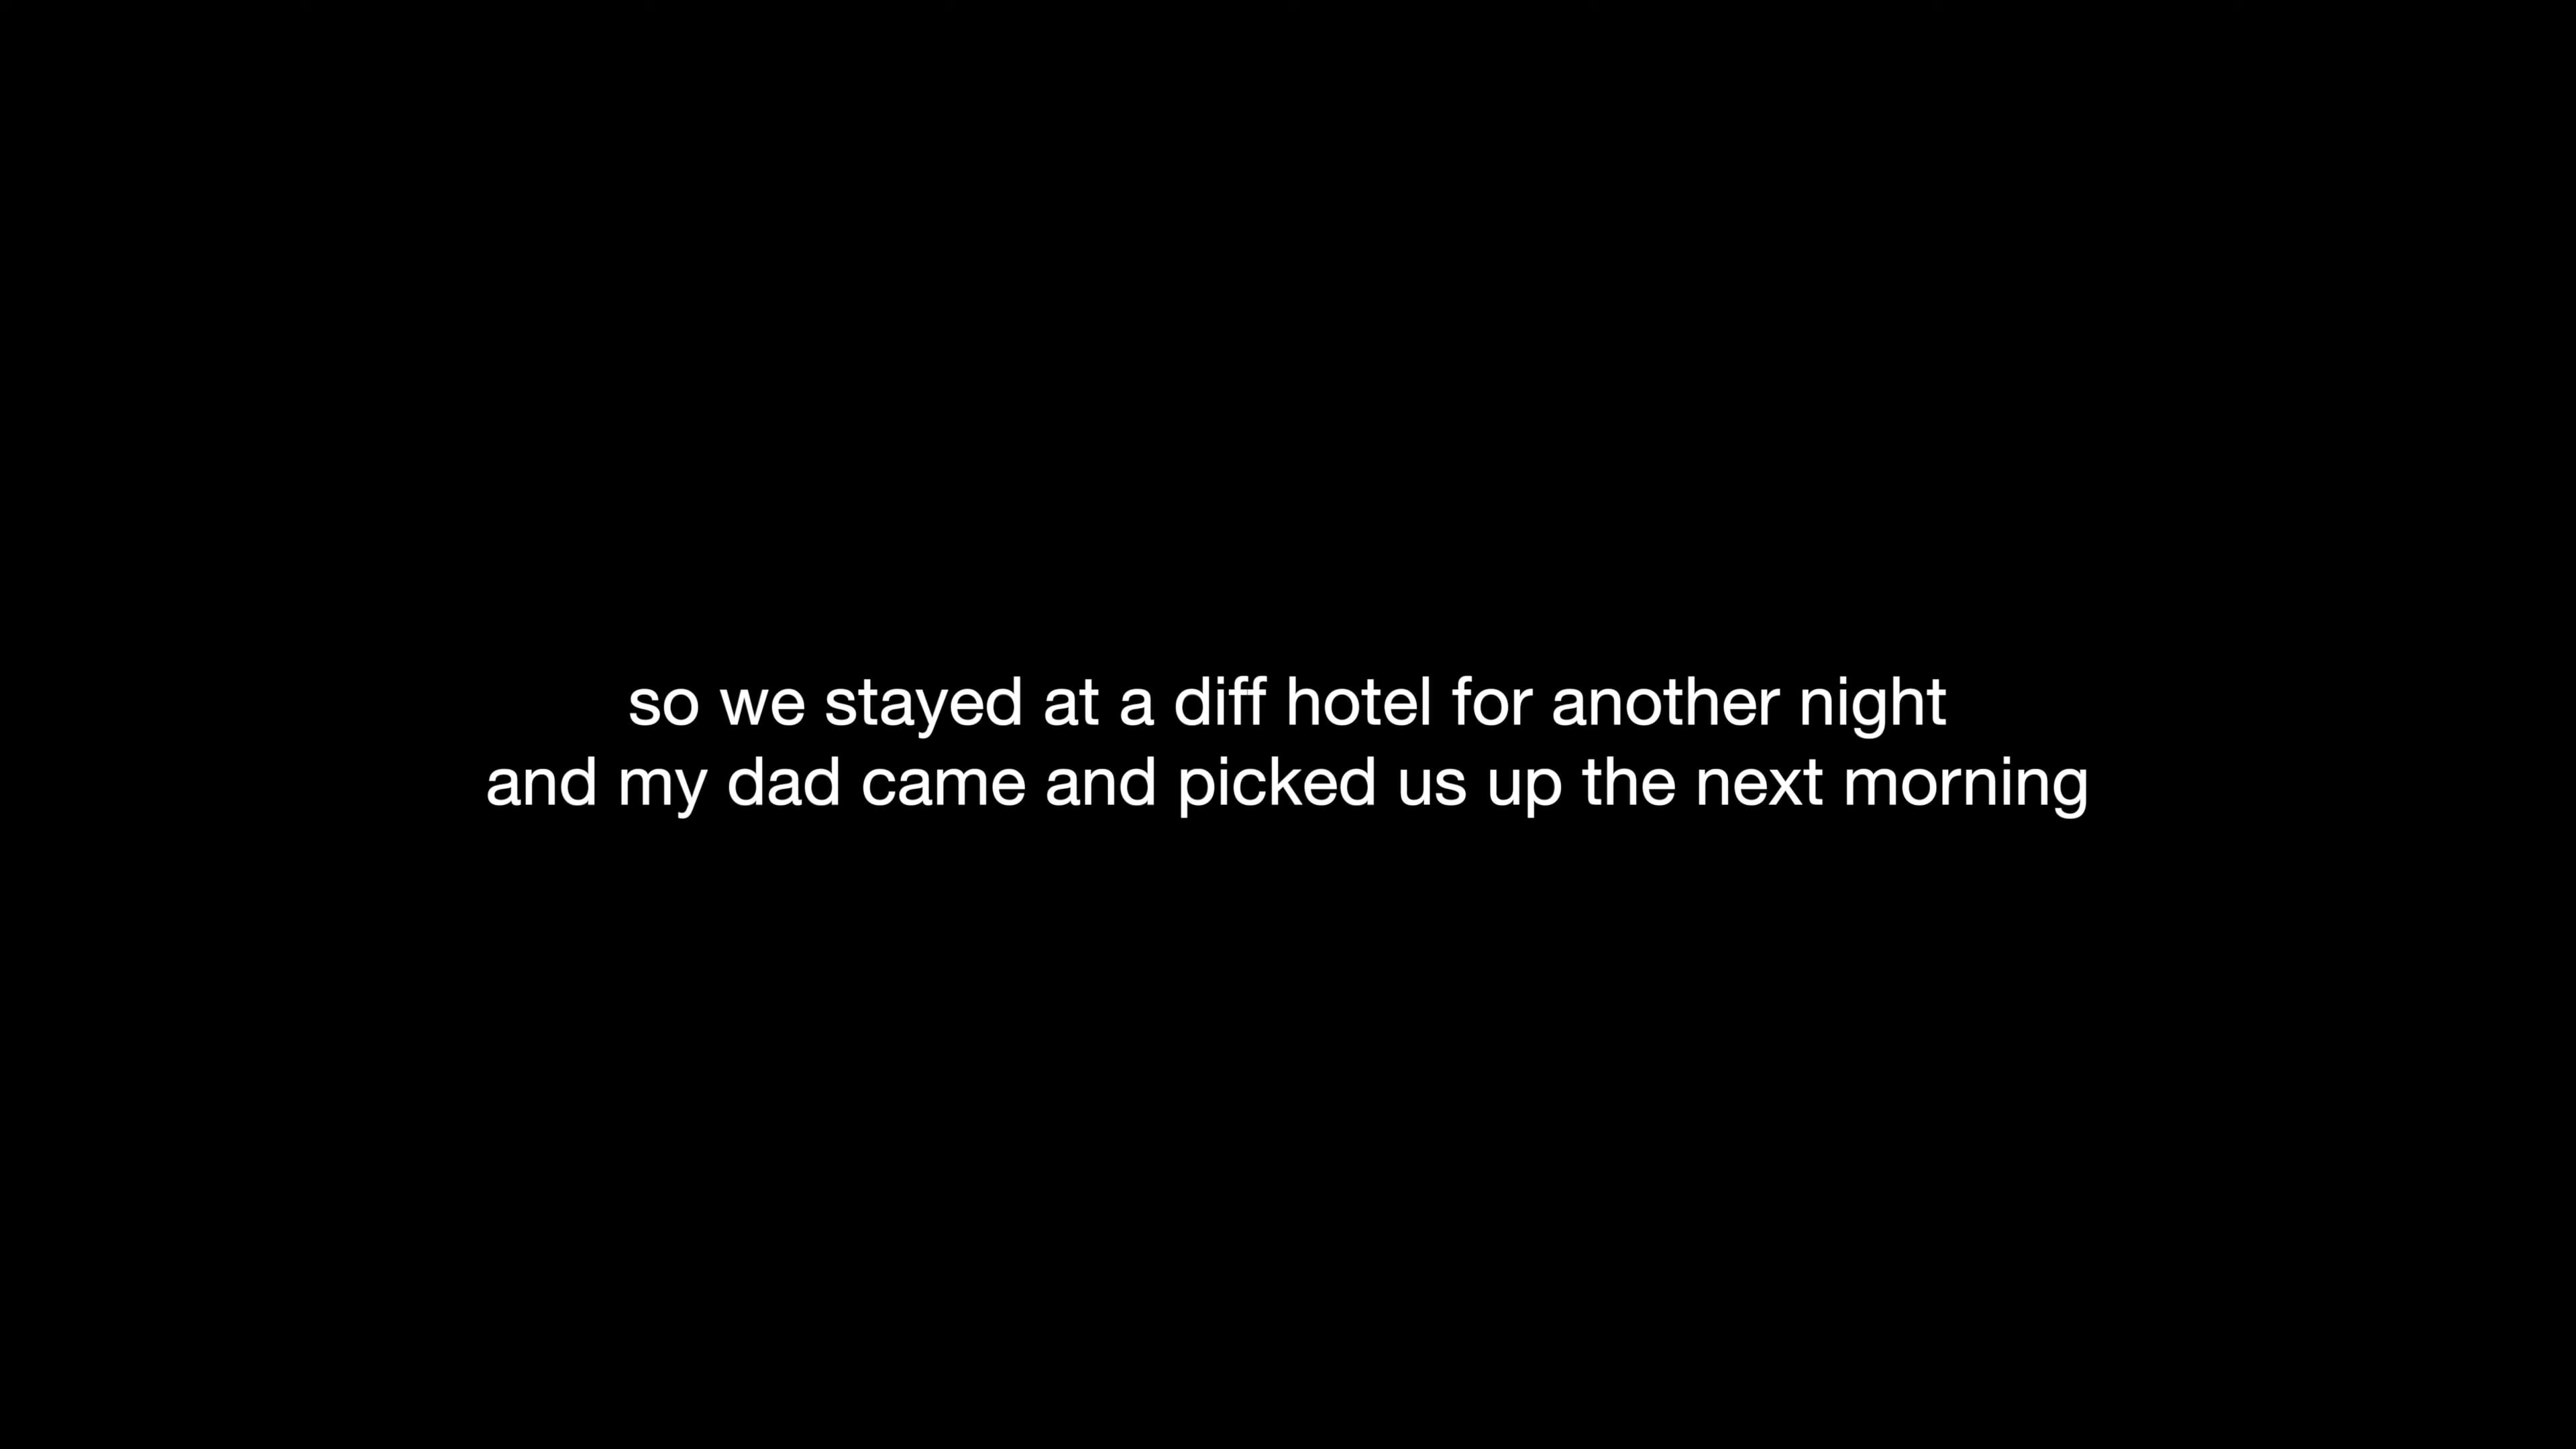 so we stayed at a diff hotel for another night
and my dad came and picked us up the next morning